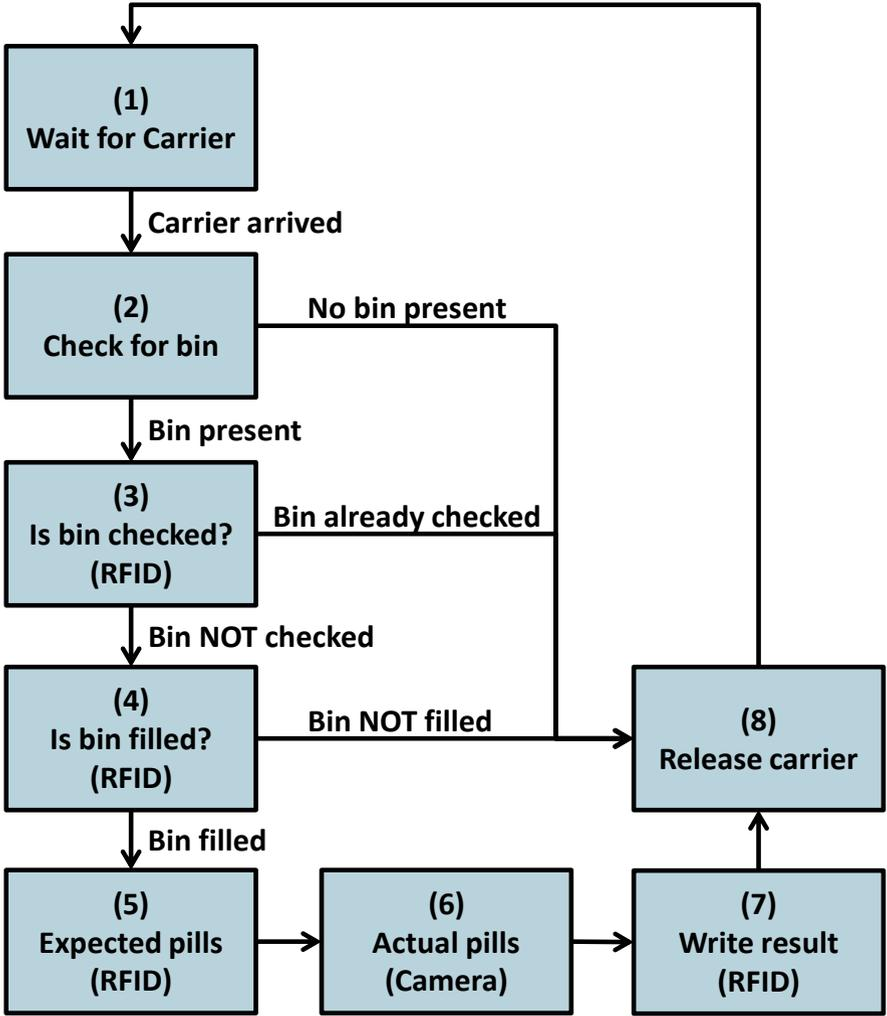 (1)
Wait for Carrier
Carrier arrived
(2)
Check for bin
No bin present
Bin present
(3)
Is bin checked?
(RFID)
Bin already checked
Bin NOT checked
(4)
Is bin filled?
(RFID)
Bin NOT filled
(8)
Release carrier
Bin filled
(5)
Expected pills
(RFID)
(6)
Actual pills
(Camera)
(7)
Write result
(RFID)